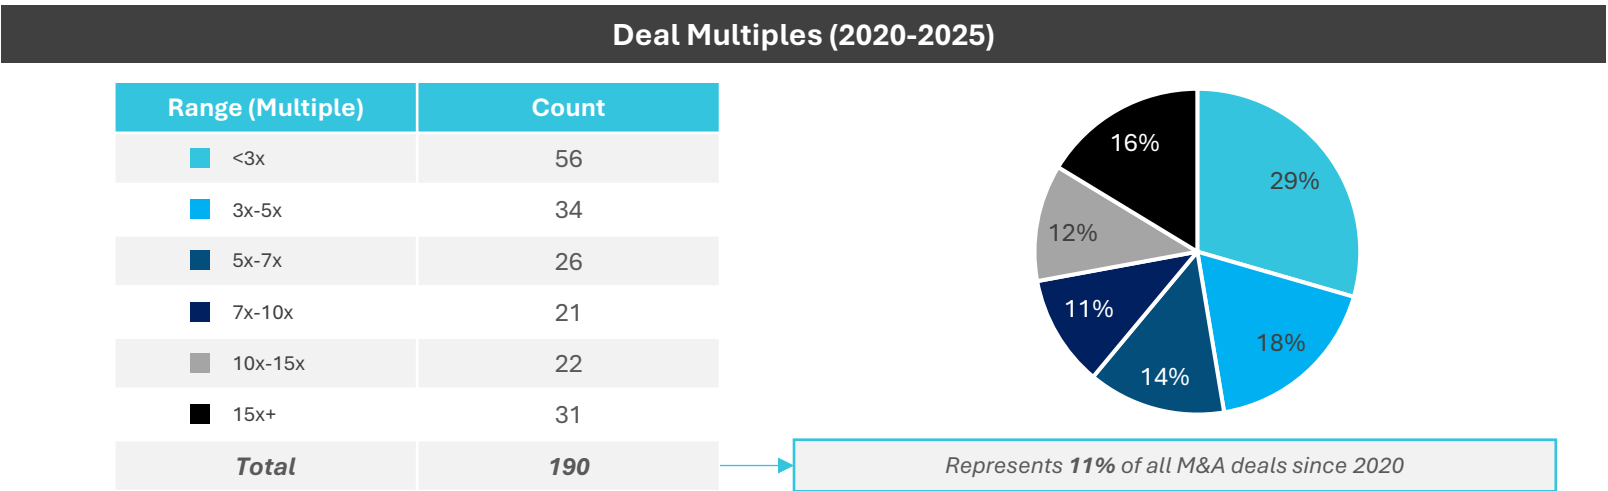 Deal Multiples (2020-2025)
Range (Multiple) Count
<3x 56
3x-5x 34
5x-7x 26
7x-10x 21
10x-15x 22
15x+ 31
Total 190
29%
18%
14%
11%
12%
16%
Represents 11% of all M&A deals since 2020